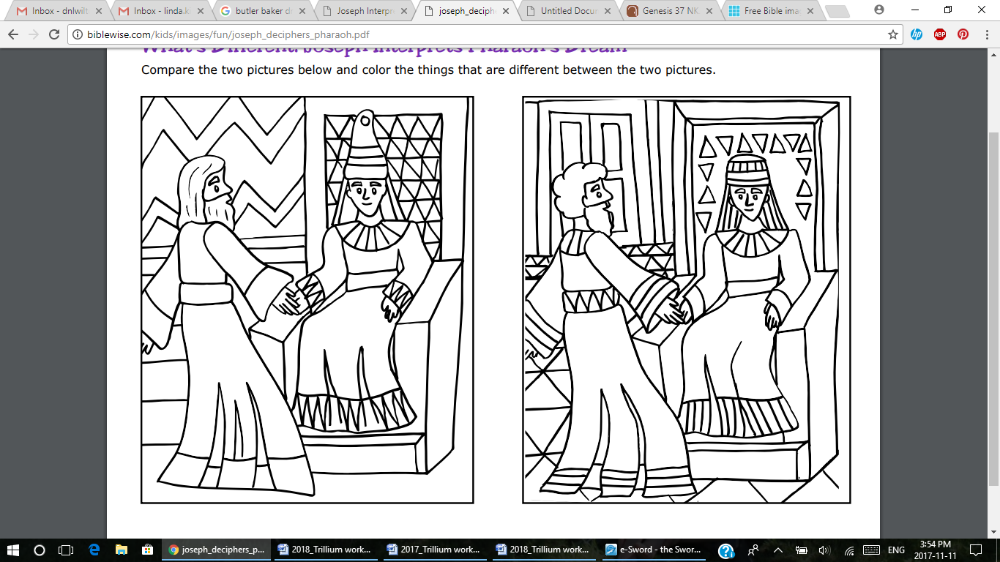 Inbox - dnlwilt
Inbox - linda.k
butler baker d
Joseph Interpr
joseph_deciph
Untitled Docur
Genesis 37 NK
Free Bible ima
biblewise.com/kids/images/fun/joseph_deciphers_pharaoh.pdf
hp
ABP
What's Different: Joseph Interprets Pharaoh's Dream
Compare the two pictures below and color the things that are different between the two pictures.
joseph_deciphers_p...
2018_Trillium work...
2017_Trillium work...
2018_Trillium work...
e-Sword - the Swor...
ENG
3:54 PM
2017-11-11